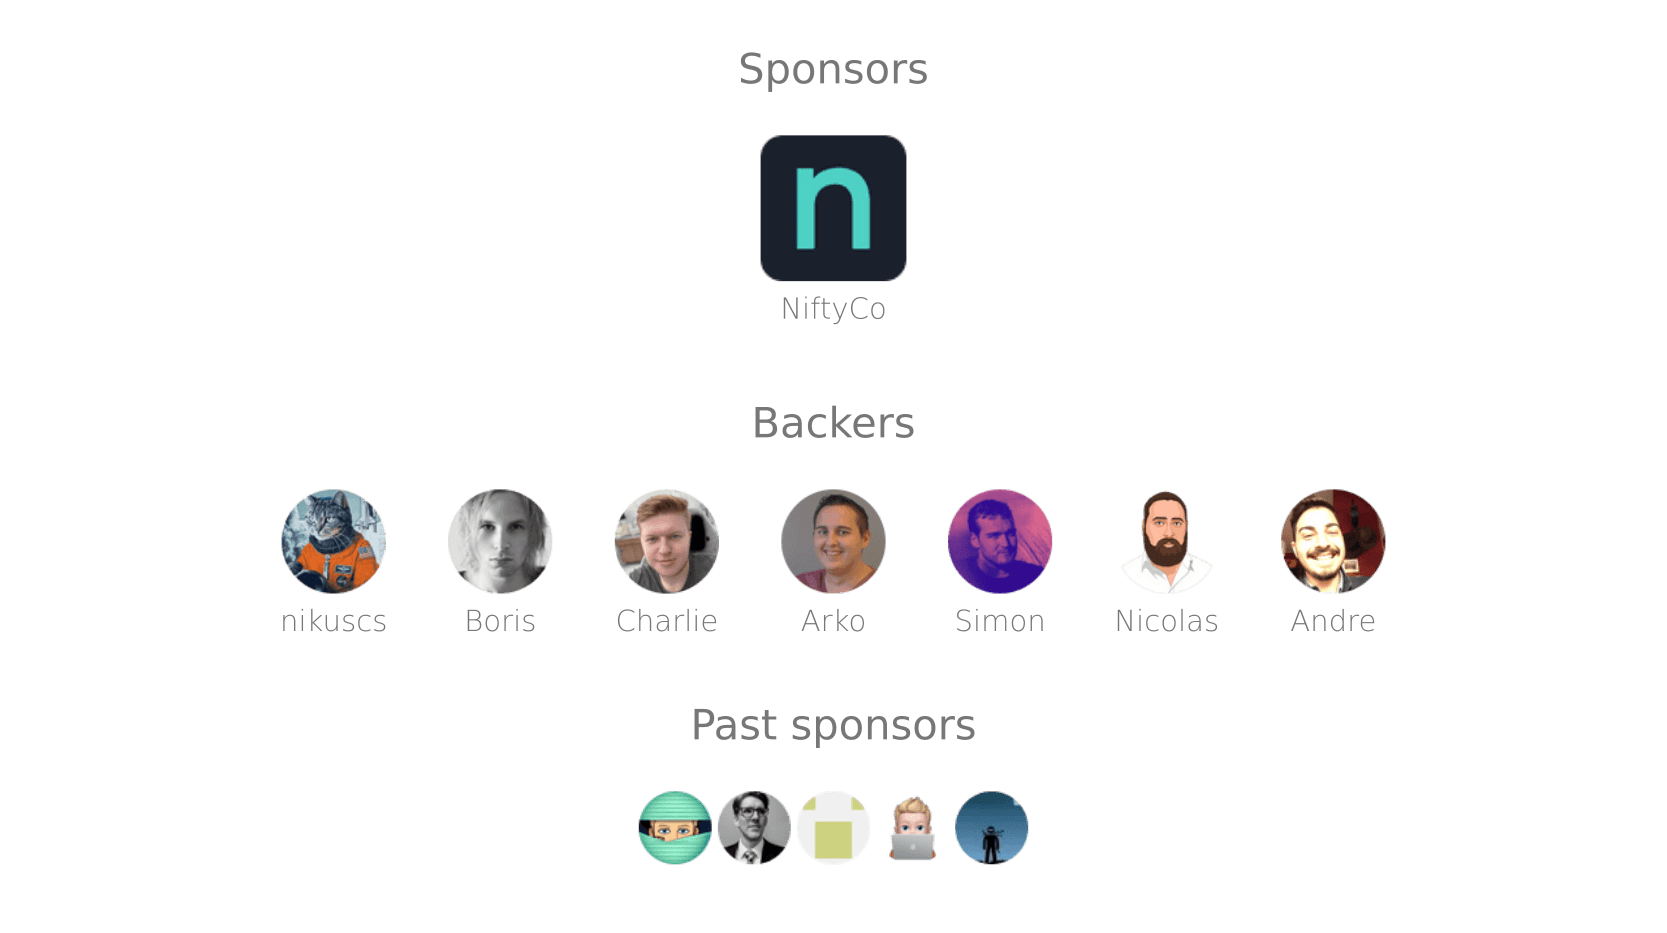 Sponsors
n
NiftyCo
Backers
nikuscs Boris Charlie Arko Simon Nicolas Andre
Past sponsors